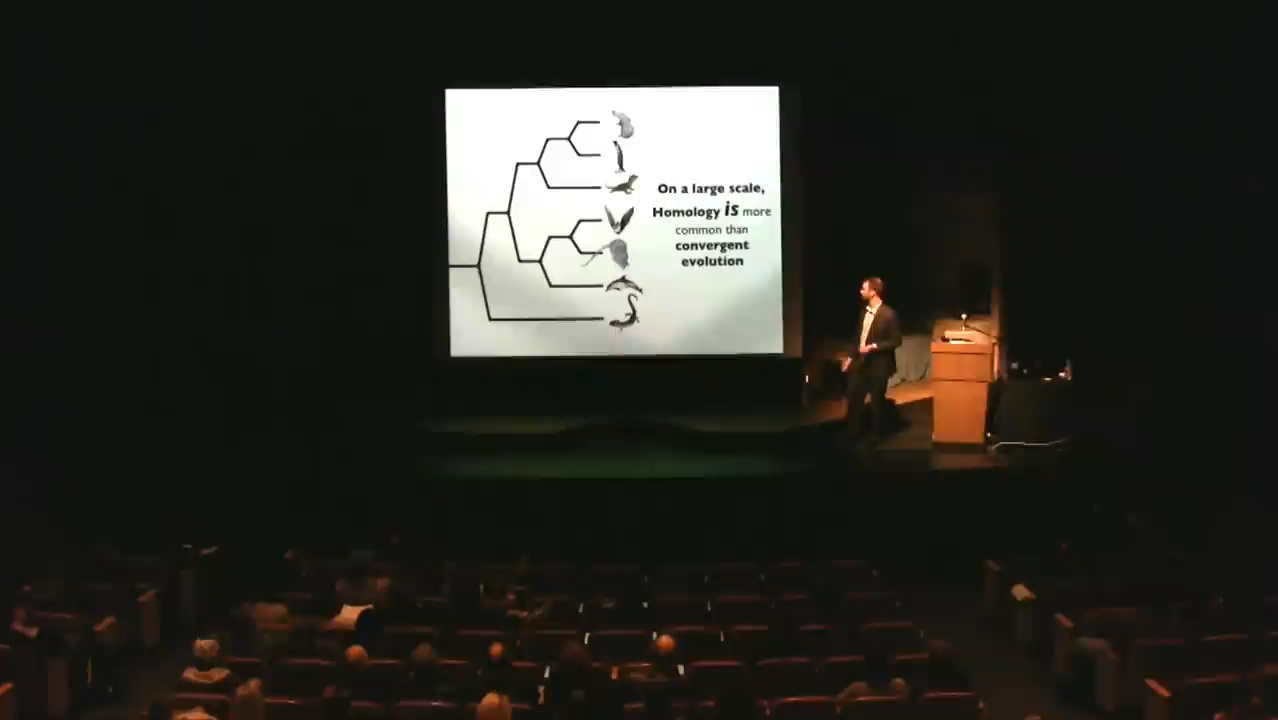 On a large scale,
Homology is more
common than
convergent
evolution